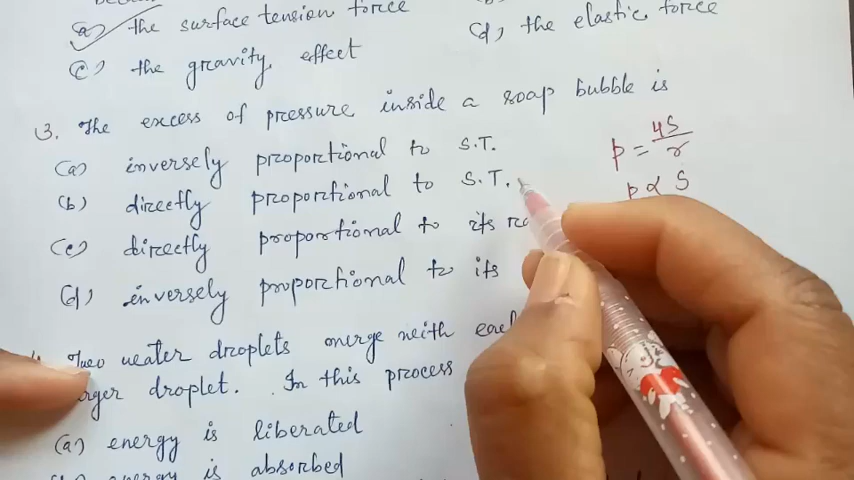 (a) the surface tension force
(d) the elastic force
(c) the gravity effect
3. The excess of pressure inside a soap bubble is
(a) inversely proportional to S.T.
(b) directly proportional to S.T.
(c) directly proportional to its
(d) inversely proportional to its
p = 4S/r
p ∝ S
Two water droplets merge with each
larger droplet. In this process
(a) energy is liberated
energy is absorbed